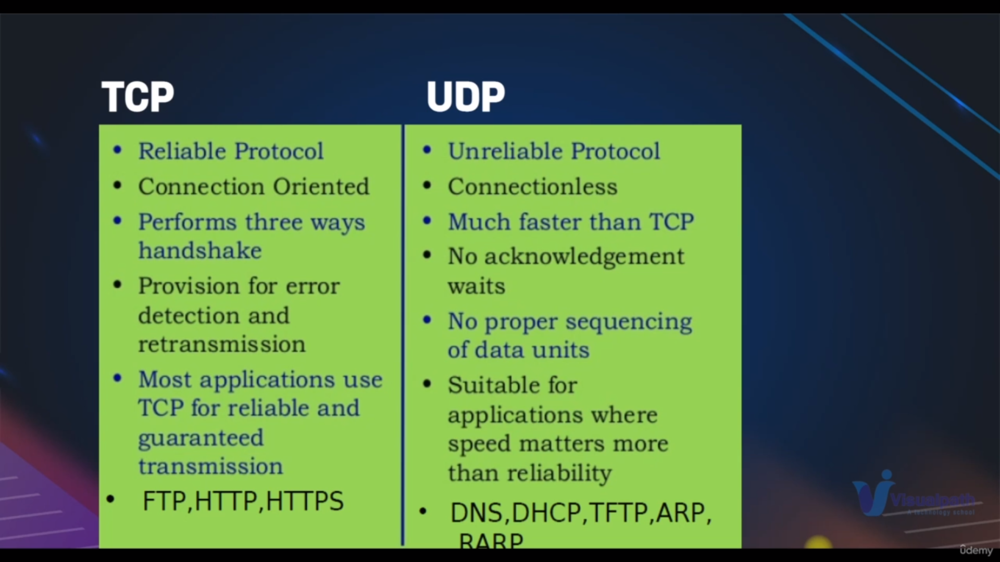 TCP
• Reliable Protocol
• Connection Oriented
• Performs three ways
handshake
• Provision for error
detection and
retransmission
• Most applications use
TCP for reliable and
guaranteed
transmission
• FTP,HTTP,HTTPS
UDP
• Unreliable Protocol
• Connectionless
• Much faster than TCP
• No acknowledgement
waits
• No proper sequencing
of data units
• Suitable for
applications where
speed matters more
than reliability
• DNS,DHCP,TFTP,ARP,
RARP
Visualpath
A technology school
ûdemy